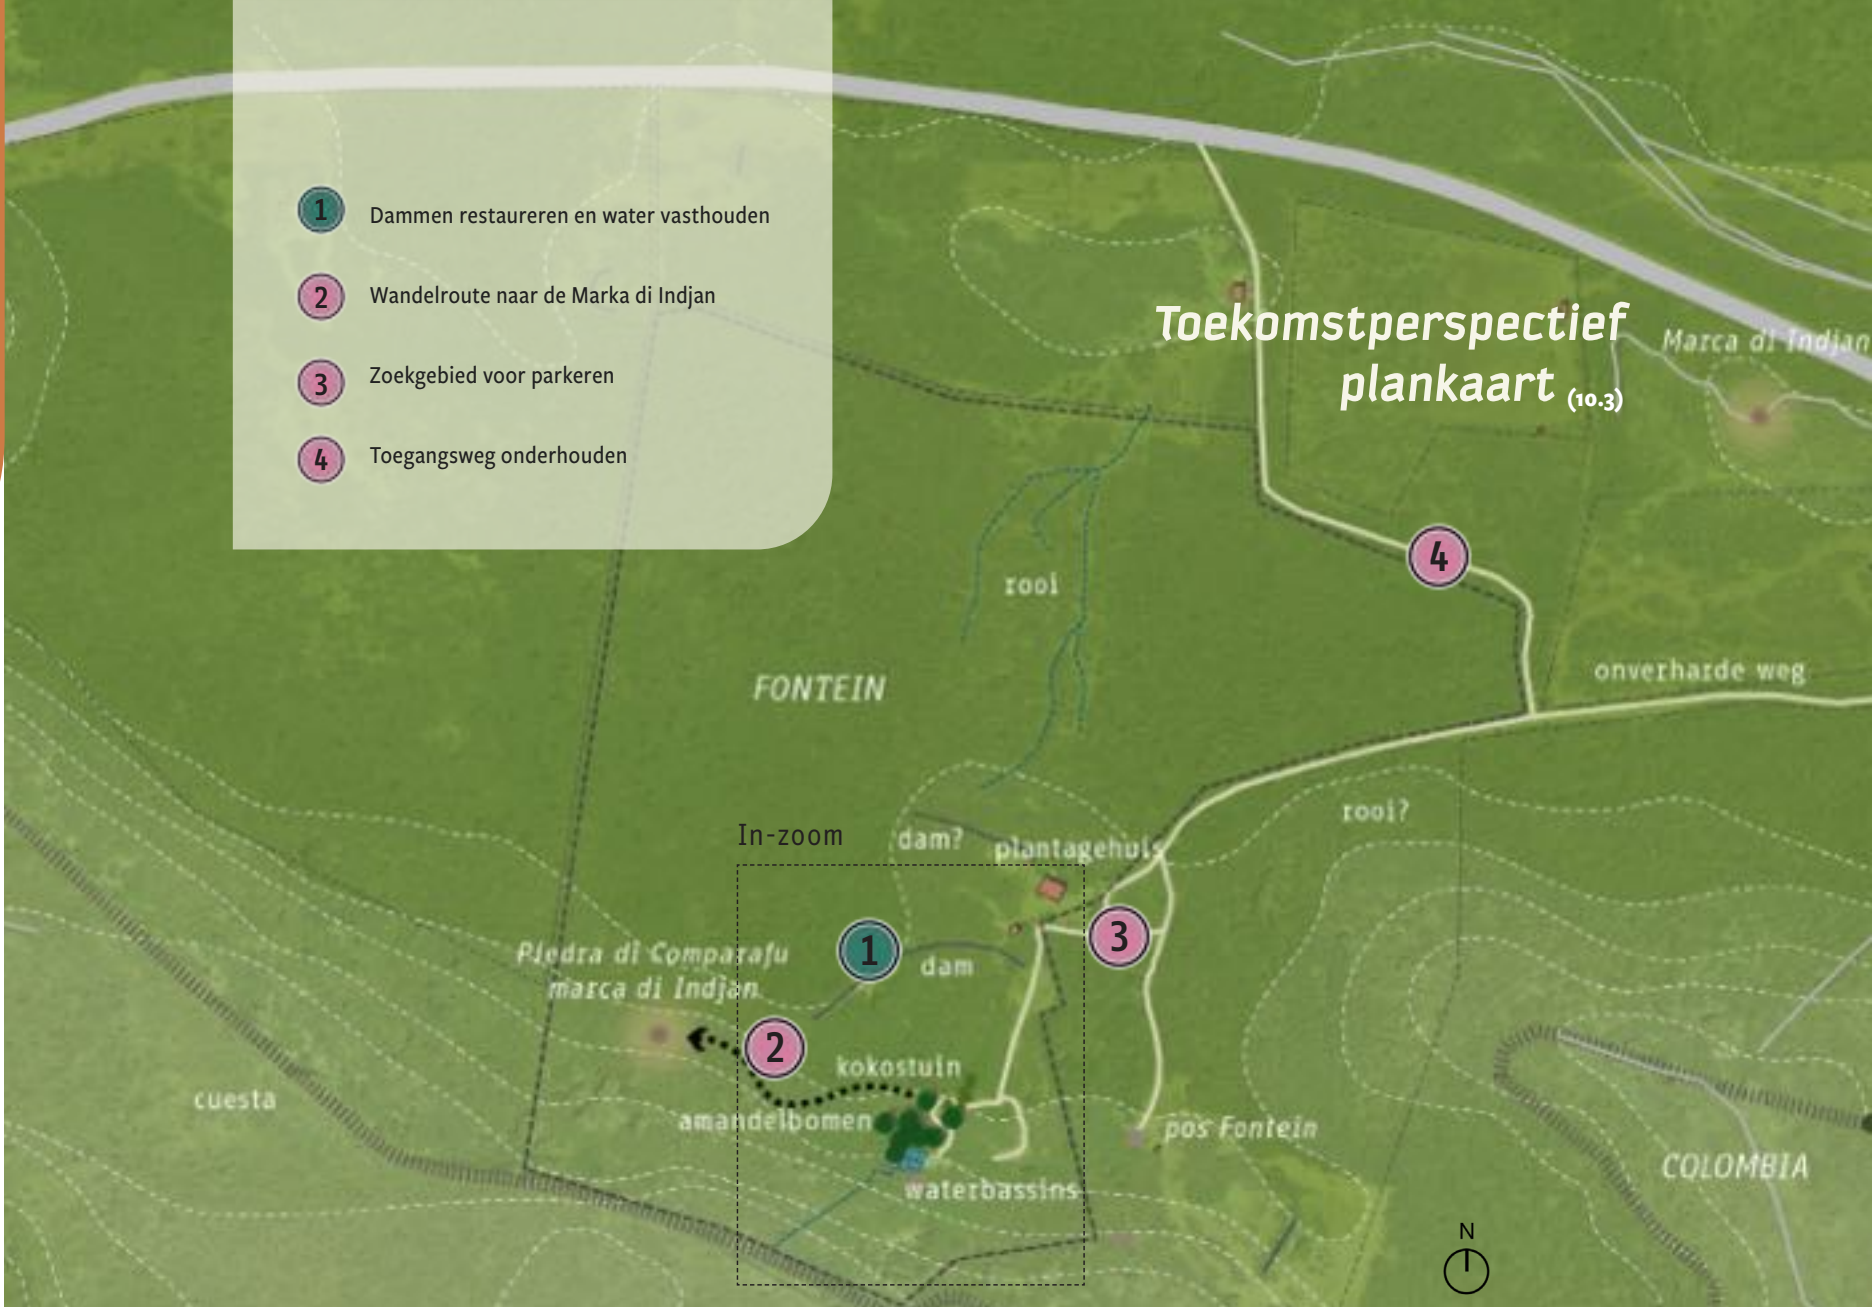 1 Dammen restaureren en water vasthouden
2 Wandelroute naar de Marka di Indjan
3 Zoekgebied voor parkeren
4 Toegangsweg onderhouden
Toekomstperspectief
plankaart (10.3)
Marca di Indjan
4
rooi
onverharde weg
FONTEIN
rooi?
In-zoom
dam?
plantagehuis
3
1
dam
Piedra di Comparafu
marca di Indjan
2
kokostuin
cuesta
amandelbomen
pos Fontein
COLOMBIA
waterbassins
N